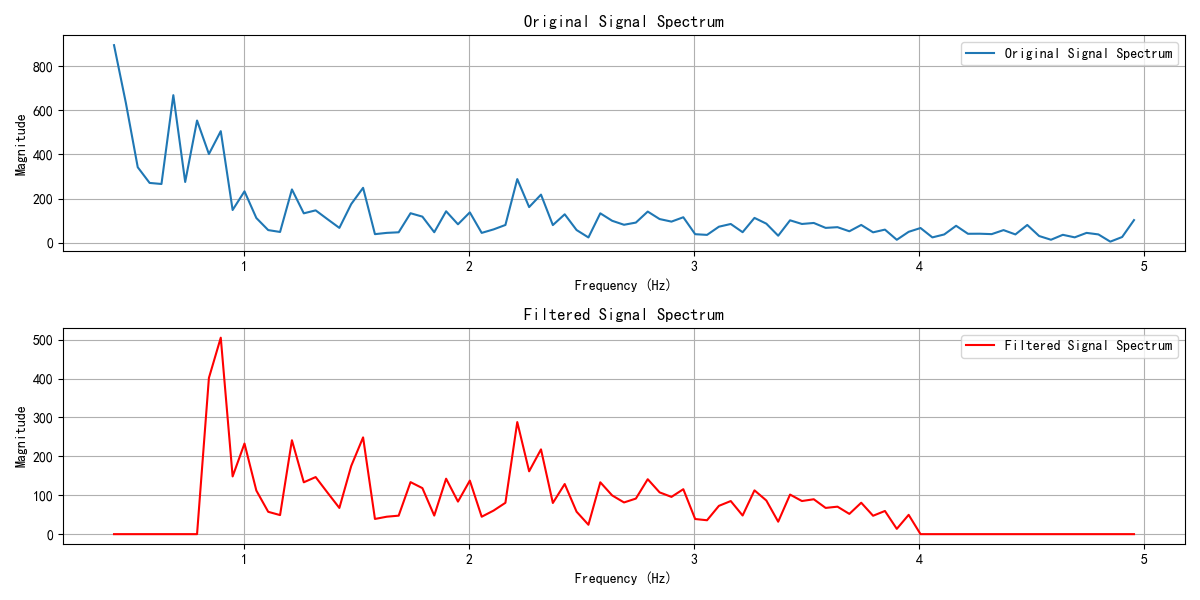 Original Signal Spectrum
Original Signal Spectrum
800
600
400
200
0
Magnitude
1 2 3 4 5
Frequency (Hz)
Filtered Signal Spectrum
Filtered Signal Spectrum
500
400
300
200
100
0
Magnitude
1 2 3 4 5
Frequency (Hz)